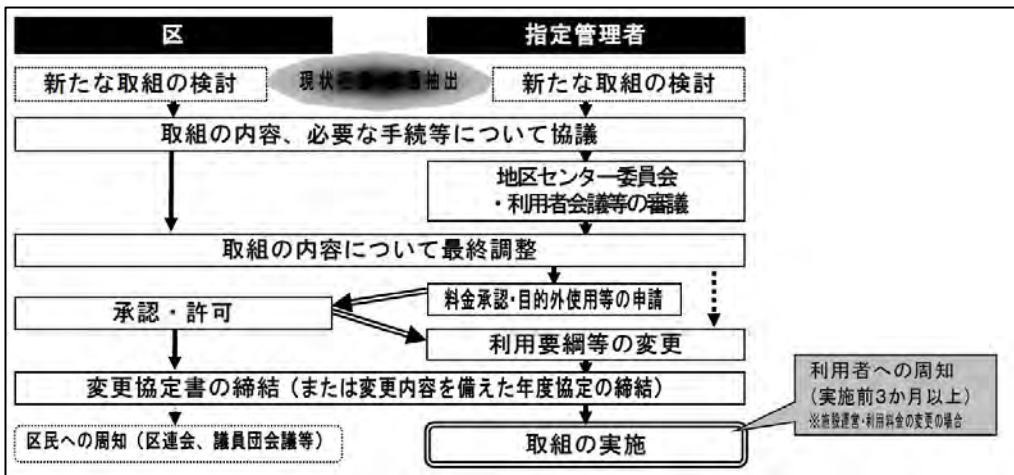 区
指定管理者
新たな取組の検討
現状
抽出
新たな取組の検討
取組の内容、必要な手続等について協議
地区センター委員会
・利用者会議等の審議
取組の内容について最終調整
料金承認・目的外使用等の申請
承認・許可
利用要綱等の変更
変更協定書の締結（または変更内容を備えた年度協定の締結）
利用者への周知
（実施前3か月以上）
※施設運営・利用料金の変更の場合
区民への周知（区連会、議員団会議等）
取組の実施